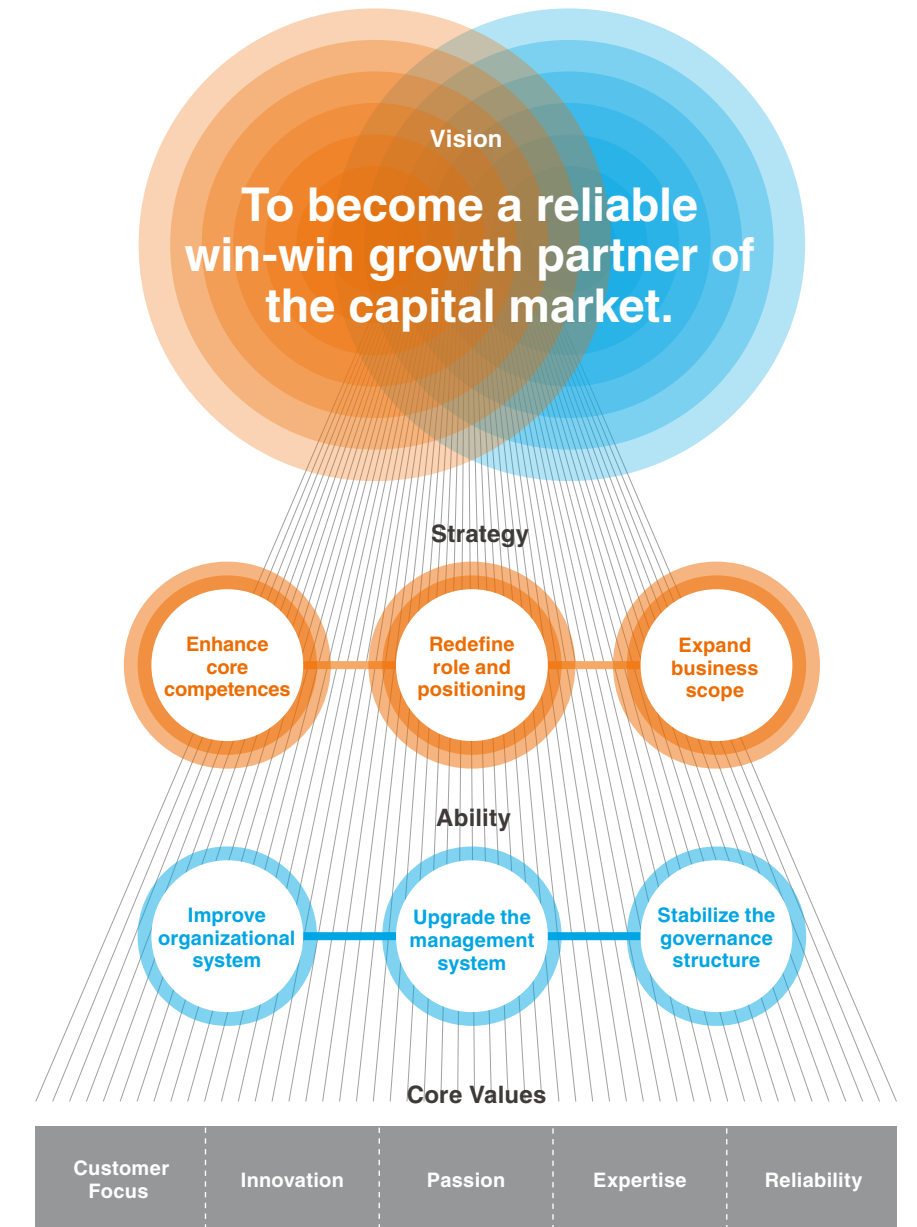 Vision
To become a reliable
win-win growth partner of
the capital market.
Strategy
Enhance
core
competences
Redefine
role and
positioning
Expand
business
scope
Ability
Improve
organizational
system
Upgrade the
management
system
Stabilize the
governance
structure
Core Values
Customer
Focus
Innovation
Passion
Expertise
Reliability